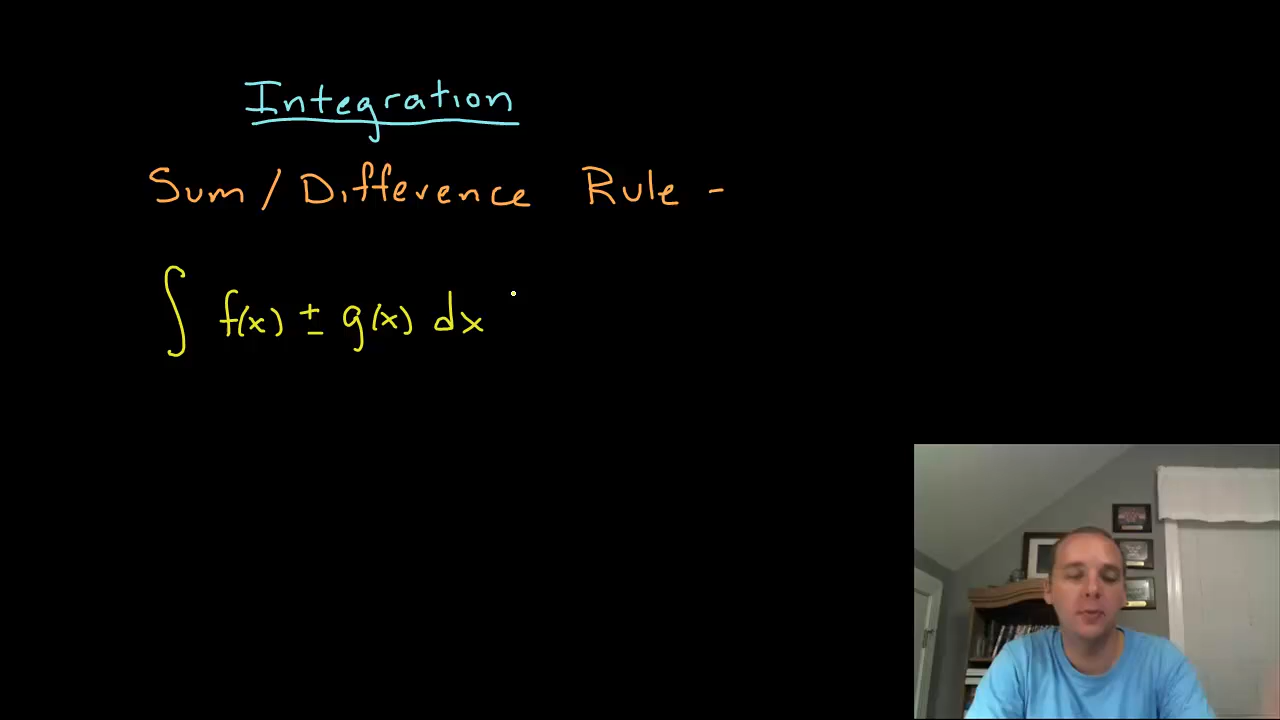 Integration
Sum / Difference Rule -
∫ f(x) ± g(x) dx